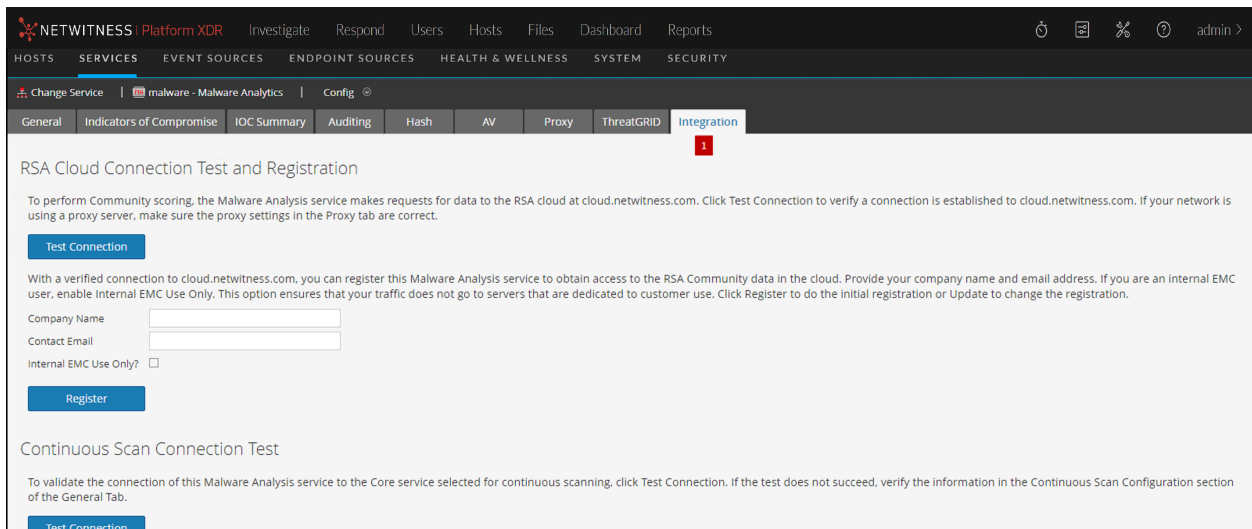 NETWITNESS | Platform XDR Investigate Respond Users Hosts Files Dashboard Reports admin >
HOSTS SERVICES EVENT SOURCES ENDPOINT SOURCES HEALTH & WELLNESS SYSTEM SECURITY
Change Service | malware - Malware Analytics | Config
General Indicators of Compromise IOC Summary Auditing Hash AV Proxy ThreatGRID Integration
1
RSA Cloud Connection Test and Registration
To perform Community scoring, the Malware Analysis service makes requests for data to the RSA cloud at cloud.netwitness.com. Click Test Connection to verify a connection is established to cloud.netwitness.com. If your network is
using a proxy server, make sure the proxy settings in the Proxy tab are correct.
Test Connection
With a verified connection to cloud.netwitness.com, you can register this Malware Analysis service to obtain access to the RSA Community data in the cloud. Provide your company name and email address. If you are an internal EMC
user, enable Internal EMC Use Only. This option ensures that your traffic does not go to servers that are dedicated to customer use. Click Register to do the initial registration or Update to change the registration.
Company Name
Contact Email
Internal EMC Use Only?
Register
Continuous Scan Connection Test
To validate the connection of this Malware Analysis service to the Core service selected for continuous scanning, click Test Connection. If the test does not succeed, verify the information in the Continuous Scan Configuration section
of the General Tab.
Test Connection